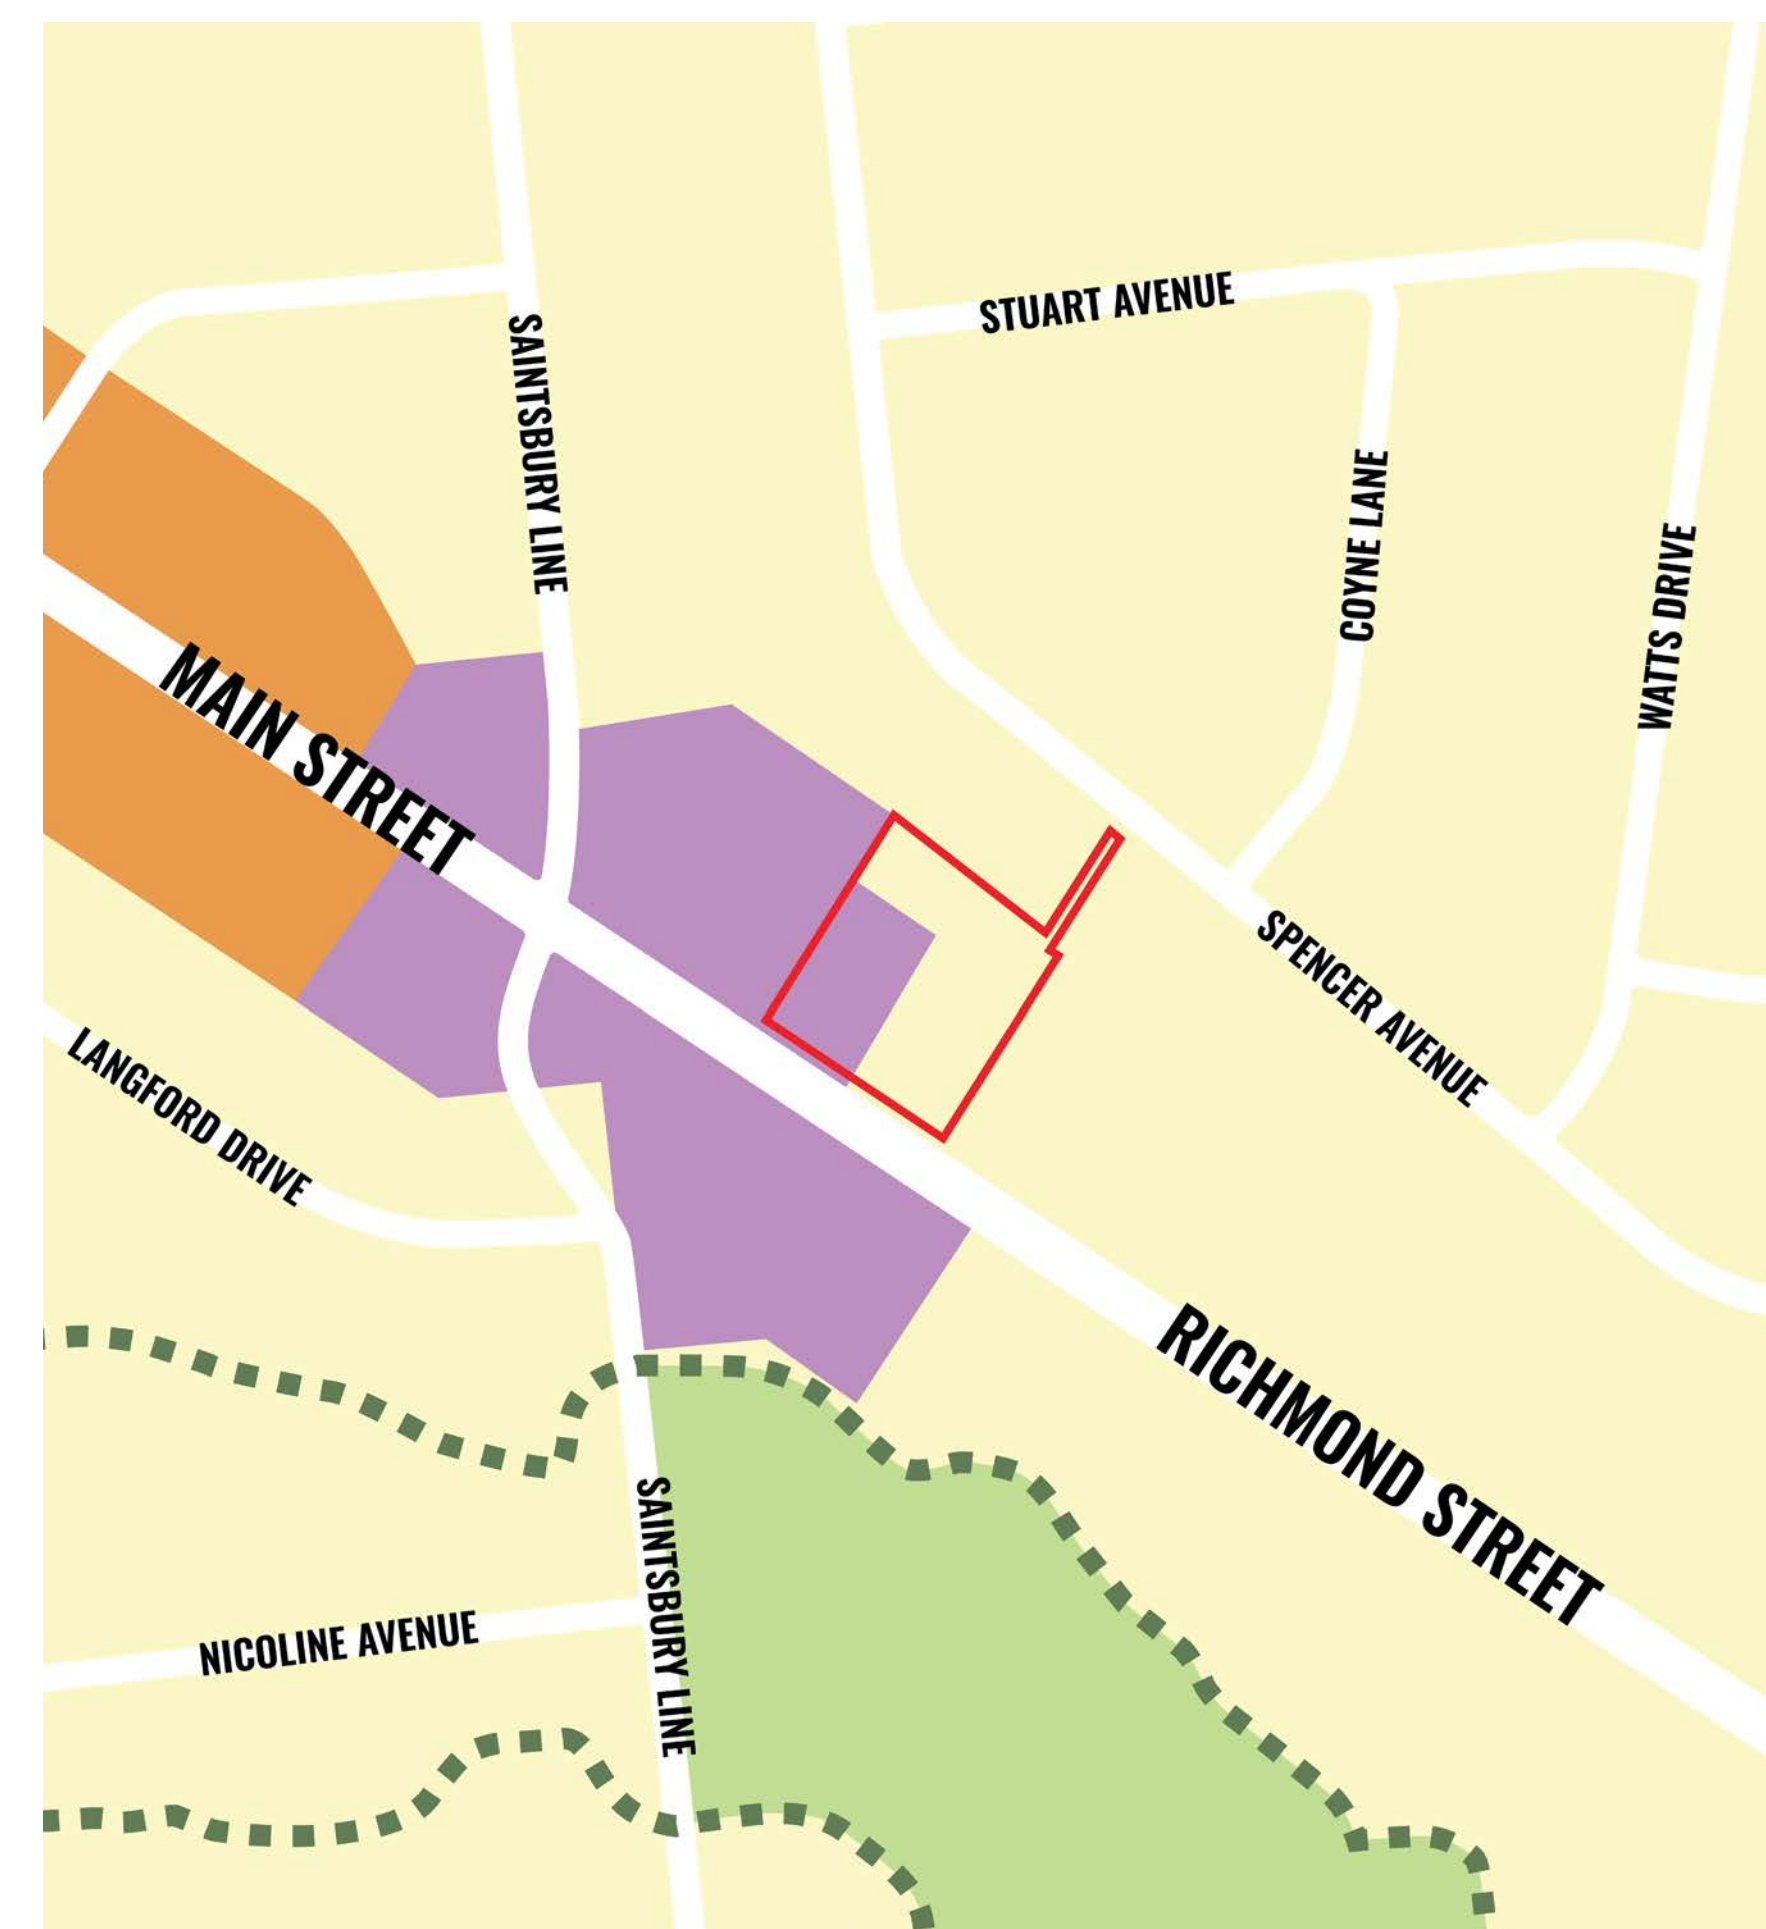 STUART AVENUE
SAINTSBURY LINE
COYNE LANE
WATTS DRIVE
MAIN STREET
SPENCER AVENUE
LANGFORD DRIVE
RICHMOND STREET
SAINTSBURY LINE
NICOLINE AVENUE